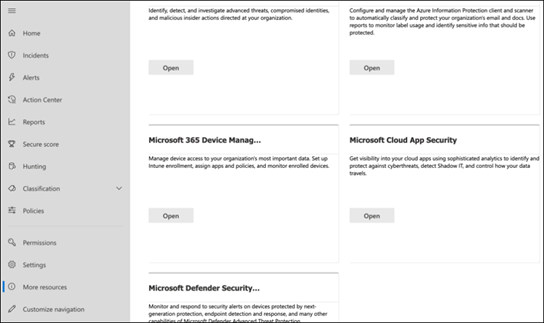 Home
Incidents
Alerts
Action Center
Reports
Secure score
Hunting
Classification
Policies
Permissions
Settings
More resources
Customize navigation
Identify, detect, and investigate advanced threats, compromised identities,
and malicious insider actions directed at your organization.
Open
Configure and manage the Azure Information Protection client and scanner
to automatically classify and protect your organization's email and docs. Use
reports to monitor label usage and identify sensitive info that should be
protected.
Open
Microsoft 365 Device Manag...
Manage device access to your organization's most important data. Set up
Intune enrollment, assign apps and policies, and monitor enrolled devices.
Open
Microsoft Cloud App Security
Get visibility into your cloud apps using sophisticated analytics to identify and
protect against cyberthreats, detect Shadow IT, and control how your data
travels.
Open
Microsoft Defender Security...
Monitor and respond to security alerts on devices protected by next-
generation protection, endpoint detection and response, and many other
capabilities of Microsoft Defender Advanced Threat Protection.